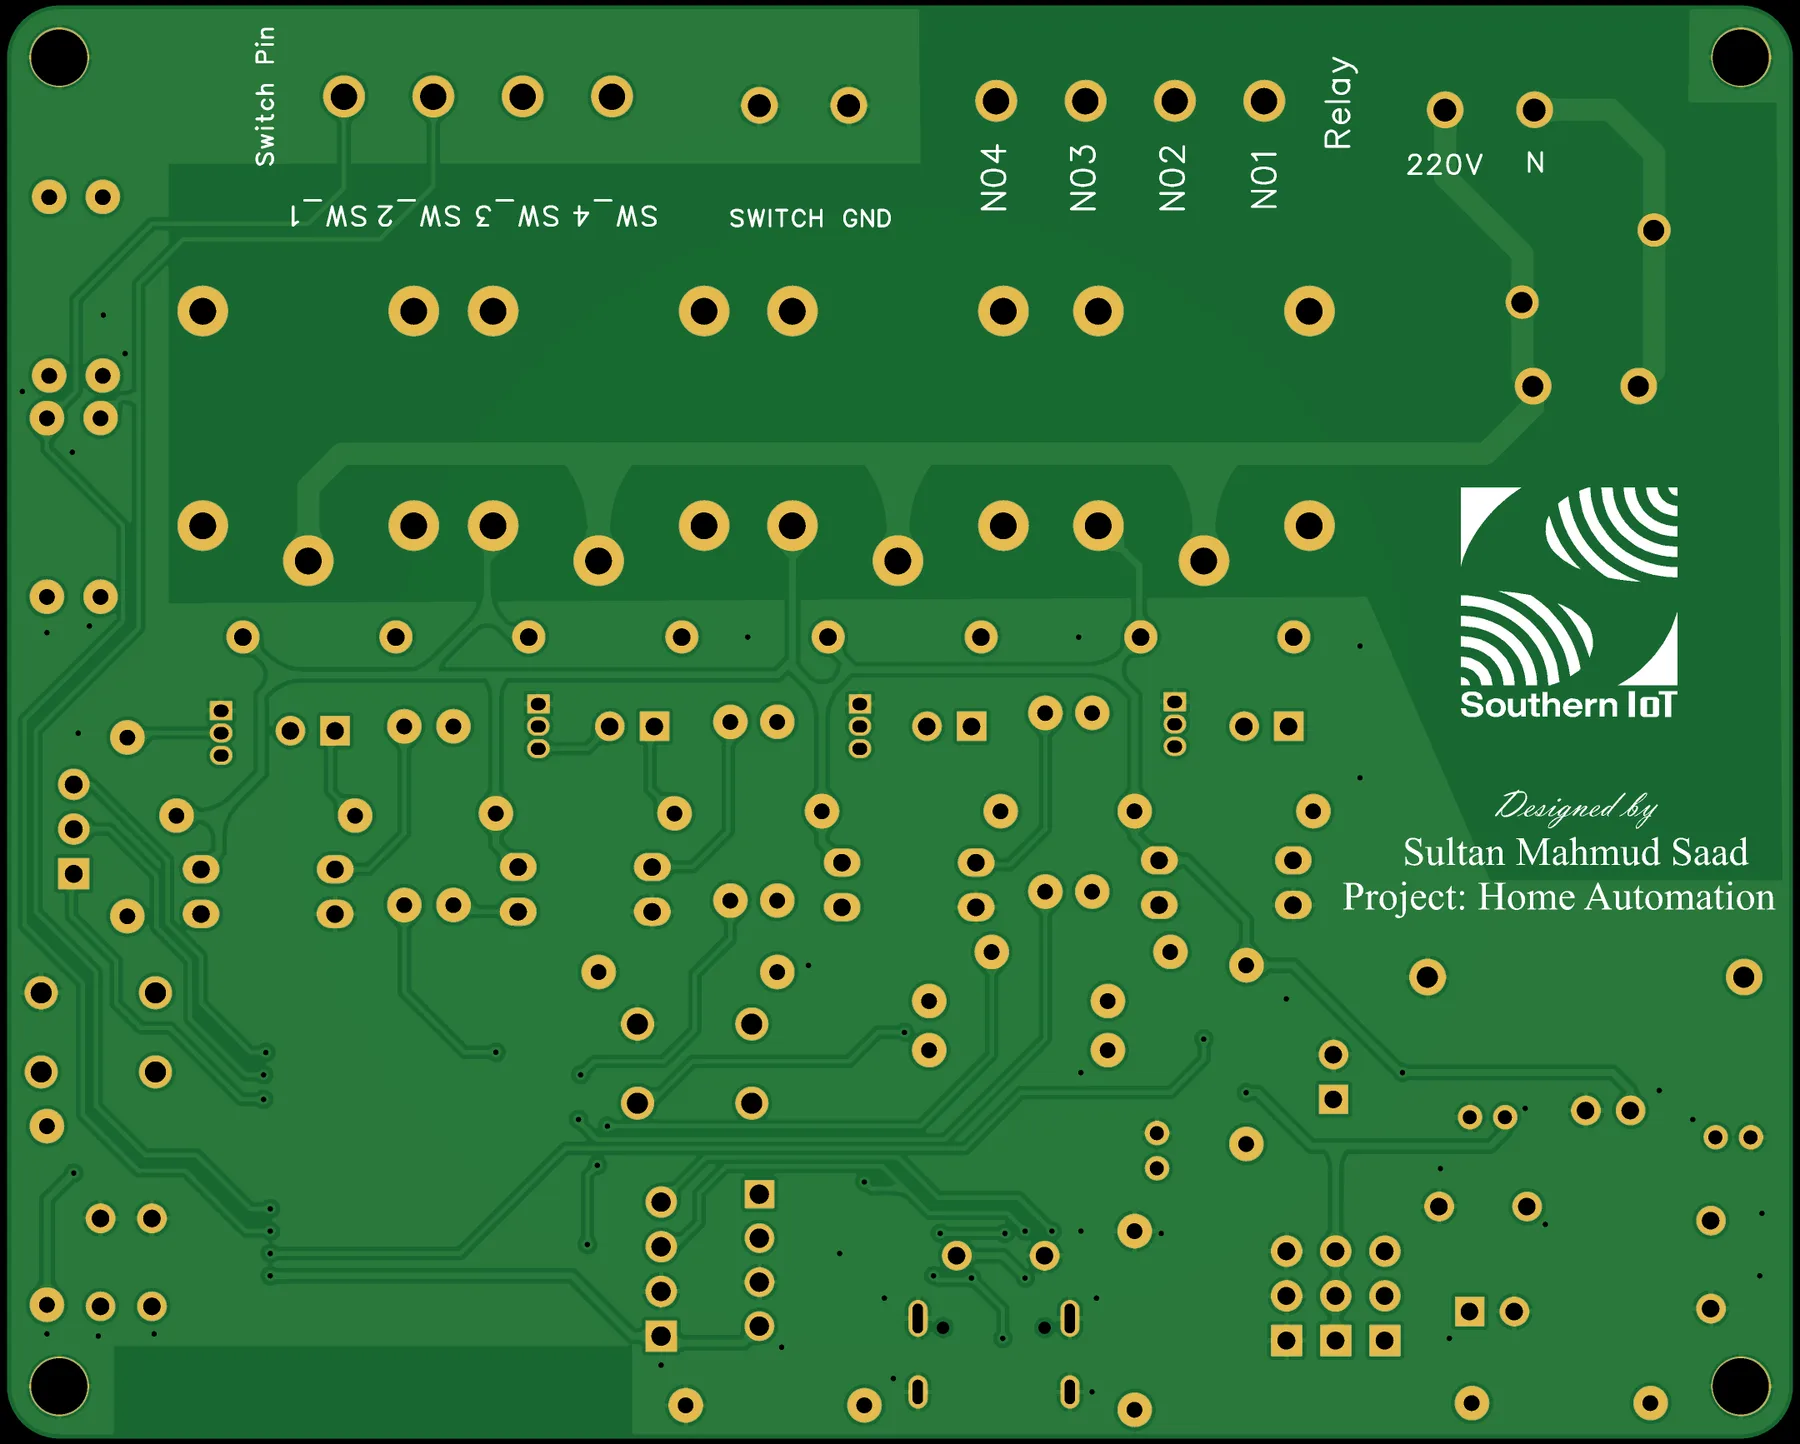 Switch Pin
SW_4 SW_3 SW_2 SW_1
SWITCH GND
NO4
NO3
NO2
NO1
Relay
220V
N
Southern IoT
Designed by
Sultan Mahmud Saad
Project: Home Automation